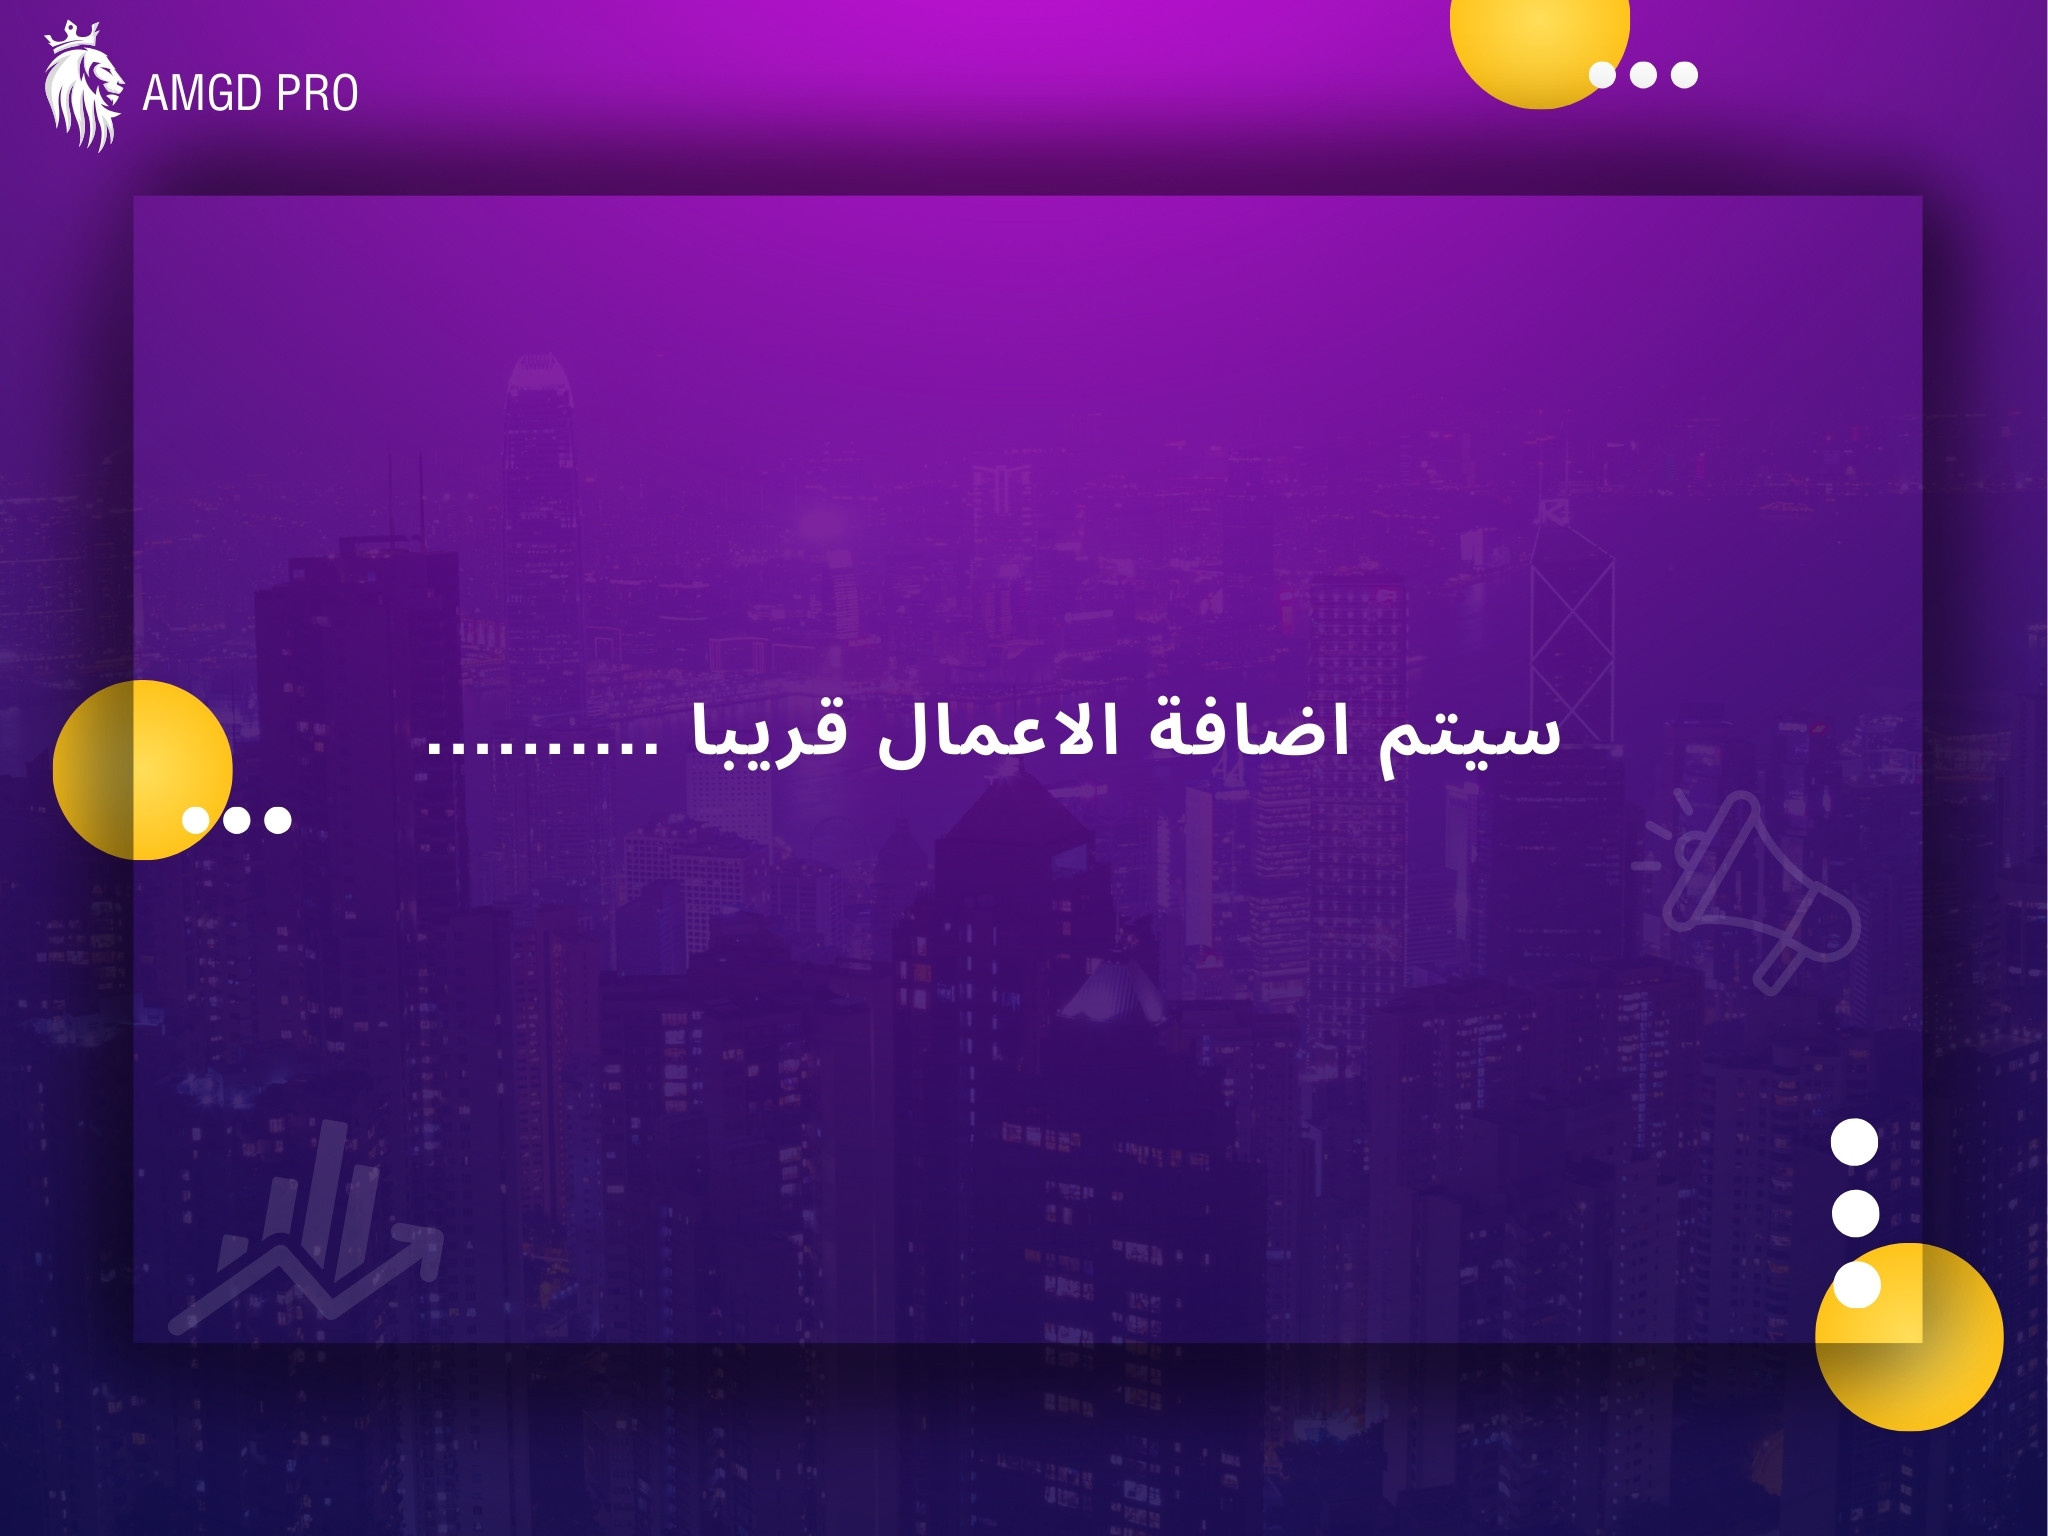 AMGD PRO
سيتم اضافة الاعمال قريبا ..........